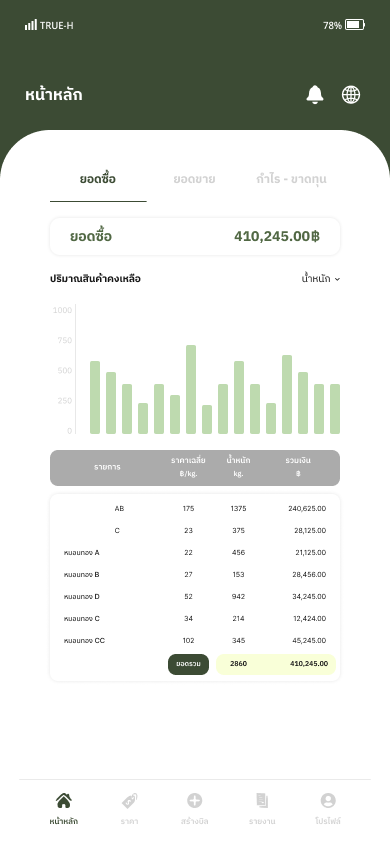 TRUE-H 78%
หน้าหลัก
ยอดซื้อ ยอดขาย กำไร - ขาดทุน
ยอดซื้อ 410,245.00฿
ปริมาณสินค้าคงเหลือ น้ำหนัก
1000
750
500
250
0
รายการ ราคาเฉลี่ย น้ำหนัก รวมเงิน
฿/kg. kg. ฿
AB 175 1375 240,625.00
C 23 375 28,125.00
หมอนทอง A 22 456 21,125.00
หมอนทอง B 27 153 28,456.00
หมอนทอง D 52 942 34,245.00
หมอนทอง C 34 214 12,424.00
หมอนทอง CC 102 345 45,245.00
ยอดรวม 2860 410,245.00
หน้าหลัก ราคา สร้างบิล รายงาน โปรไฟล์